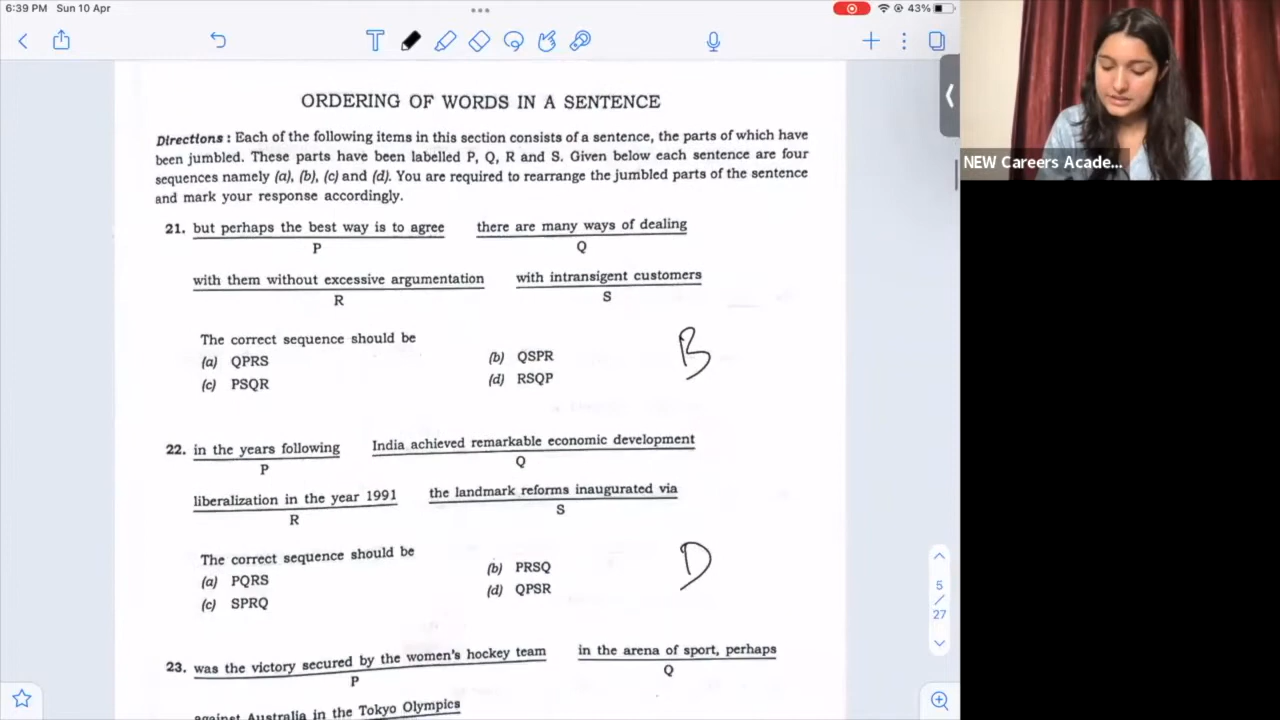 6:39 PM Sun 10 Apr
43%
T
ORDERING OF WORDS IN A SENTENCE
Directions : Each of the following items in this section consists of a sentence, the parts of which have
been jumbled. These parts have been labelled P, Q, R and S. Given below each sentence are four
sequences namely (a), (b), (c) and (d). You are required to rearrange the jumbled parts of the sentence
and mark your response accordingly.
21. but perhaps the best way is to agree there are many ways of dealing
P Q
with them without excessive argumentation with intransigent customers
R S
The correct sequence should be
(a) QPRS (b) QSPR
(c) PSQR (d) RSQP
B
22. in the years following India achieved remarkable economic development
P Q
liberalization in the year 1991 the landmark reforms inaugurated via
R S
The correct sequence should be
(a) PQRS (b) PRSQ
(c) SPRQ (d) QPSR
D
23. was the victory secured by the women's hockey team in the arena of sport, perhaps
P Q
against Australia in the Tokyo Olympics
5
/
27
NEW Careers Acade...